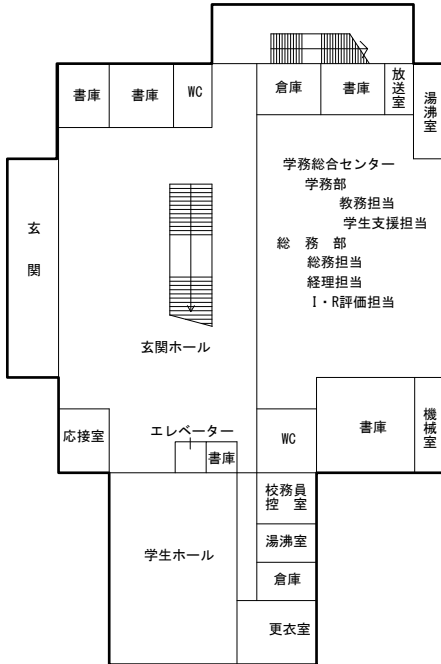 書庫
書庫
WC
倉庫
書庫
放送室
湯沸室
学務総合センター
学務部
教務担当
学生支援担当
総 務 部
総務担当
経理担当
I・R評価担当
玄関
玄関ホール
応接室
エレベーター
書庫
WC
書庫
機械室
校務員
控 室
湯沸室
倉庫
学生ホール
更衣室